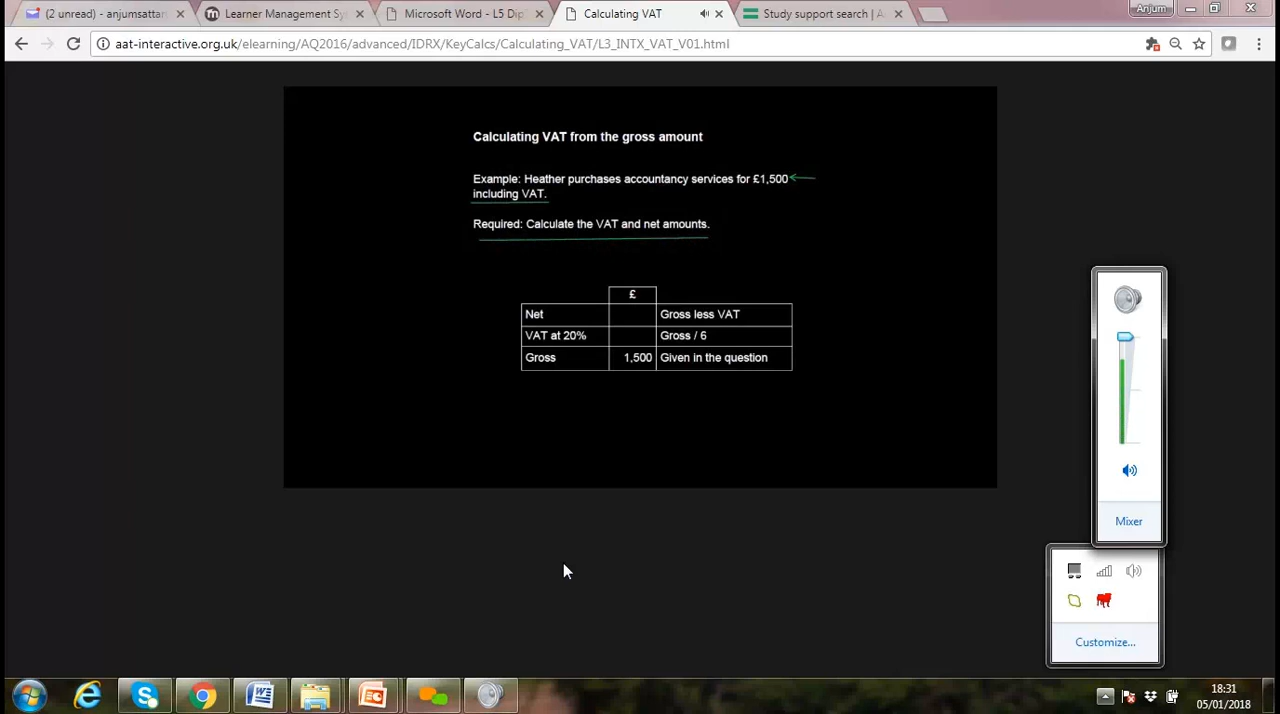 (2 unread) - anjumsattar
Learner Management Sy
Microsoft Word - L5 Dip
Calculating VAT
Study support search | A
Anjum
aat-interactive.org.uk/elearning/AQ2016/advanced/IDRX/KeyCalcs/Calculating_VAT/L3_INTX_VAT_V01.html
Calculating VAT from the gross amount
Example: Heather purchases accountancy services for £1,500
including VAT.
Required: Calculate the VAT and net amounts.
£
Net Gross less VAT
VAT at 20% Gross / 6
Gross 1,500 Given in the question
Mixer
Customize...
18:31
05/01/2018